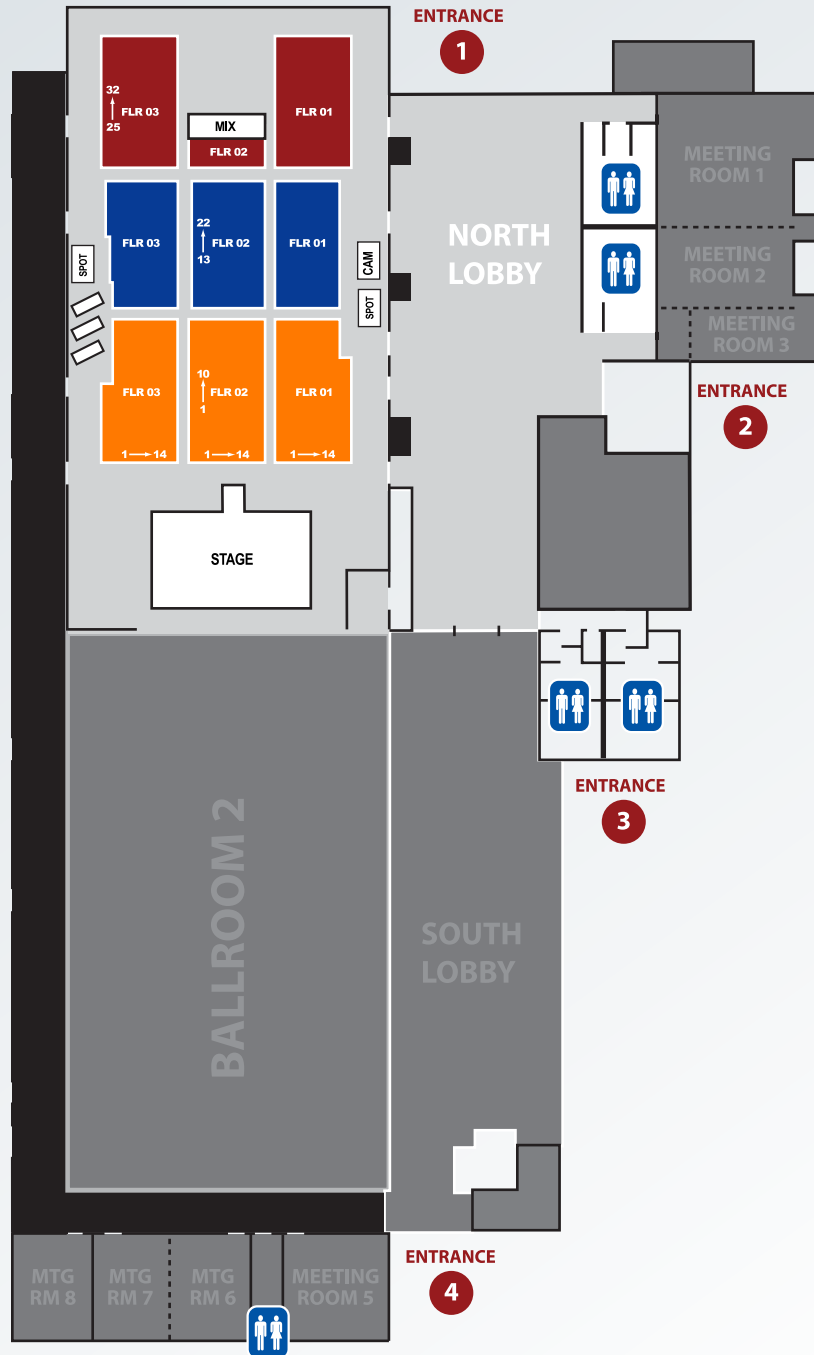 ENTRANCE
1
32
25
FLR 03
MIX
FLR 02
FLR 01
MEETING
ROOM 1
FLR 03
22
13
FLR 02
FLR 01
SPOT
CAM
SPOT
NORTH
LOBBY
MEETING
ROOM 2
MEETING
ROOM 3
FLR 03
10
FLR 02
1
FLR 01
1 → 14
1 → 14
1 → 14
ENTRANCE
2
STAGE
ENTRANCE
3
BALLROOM 2
SOUTH
LOBBY
ENTRANCE
4
MTG
RM 8
MTG
RM 7
MTG
RM 6
MEETING
ROOM 5